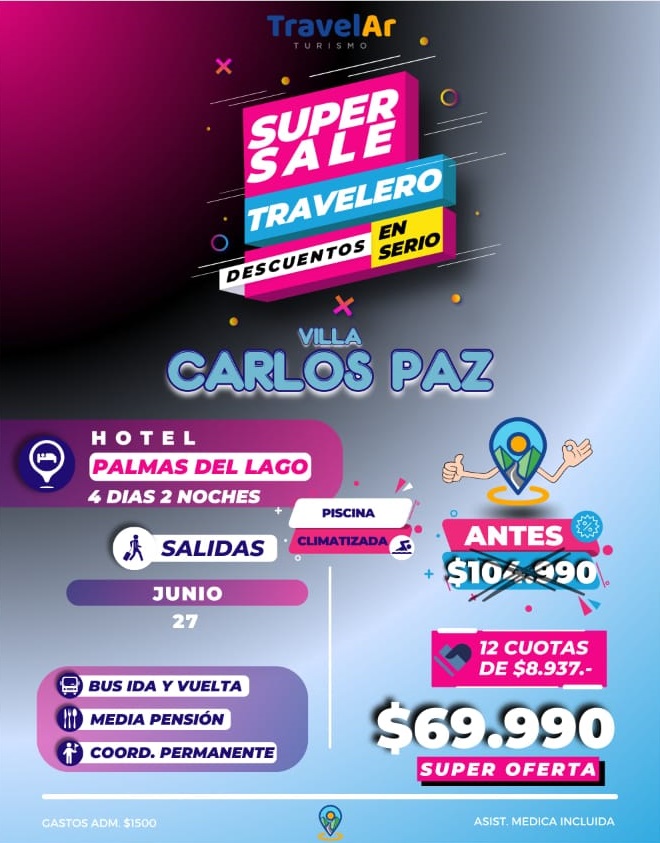 TravelAr
TURISMO
SUPER
SALE
TRAVELERO
DESCUENTOS
EN
SERIO
VILLA
CARLOS PAZ
HOTEL
PALMAS DEL LAGO
4 DIAS 2 NOCHES
PISCINA
CLIMATIZADA
SALIDAS
JUNIO
27
BUS IDA Y VUELTA
MEDIA PENSIÓN
COORD. PERMANENTE
ANTES
$104.990
12 CUOTAS
DE $8.937.-
$69.990
SUPER OFERTA
GASTOS ADM. $1500
ASIST. MEDICA INCLUIDA